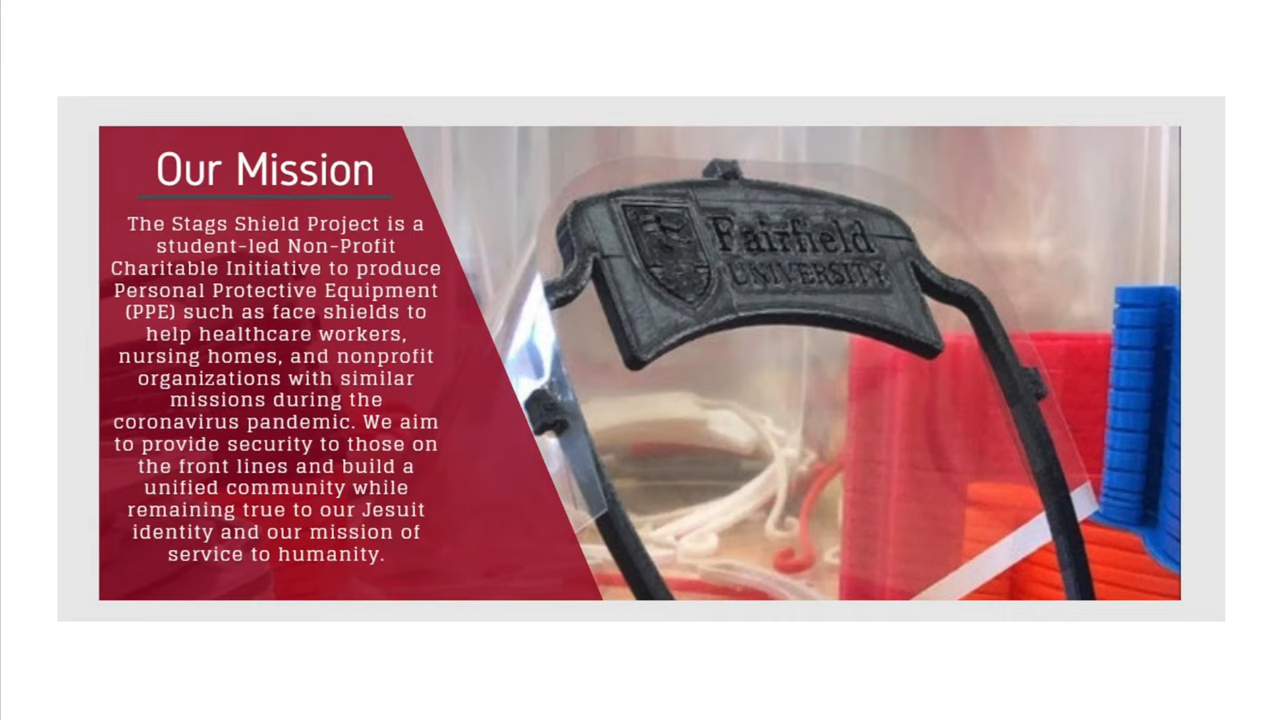 Our Mission
The Stags Shield Project is a
student-led Non-Profit
Charitable Initiative to produce
Personal Protective Equipment
(PPE) such as face shields to
help healthcare workers,
nursing homes, and nonprofit
organizations with similar
missions during the
coronavirus pandemic. We aim
to provide security to those on
the front lines and build a
unified community while
remaining true to our Jesuit
identity and our mission of
service to humanity.
Fairfield
UNIVERSITY